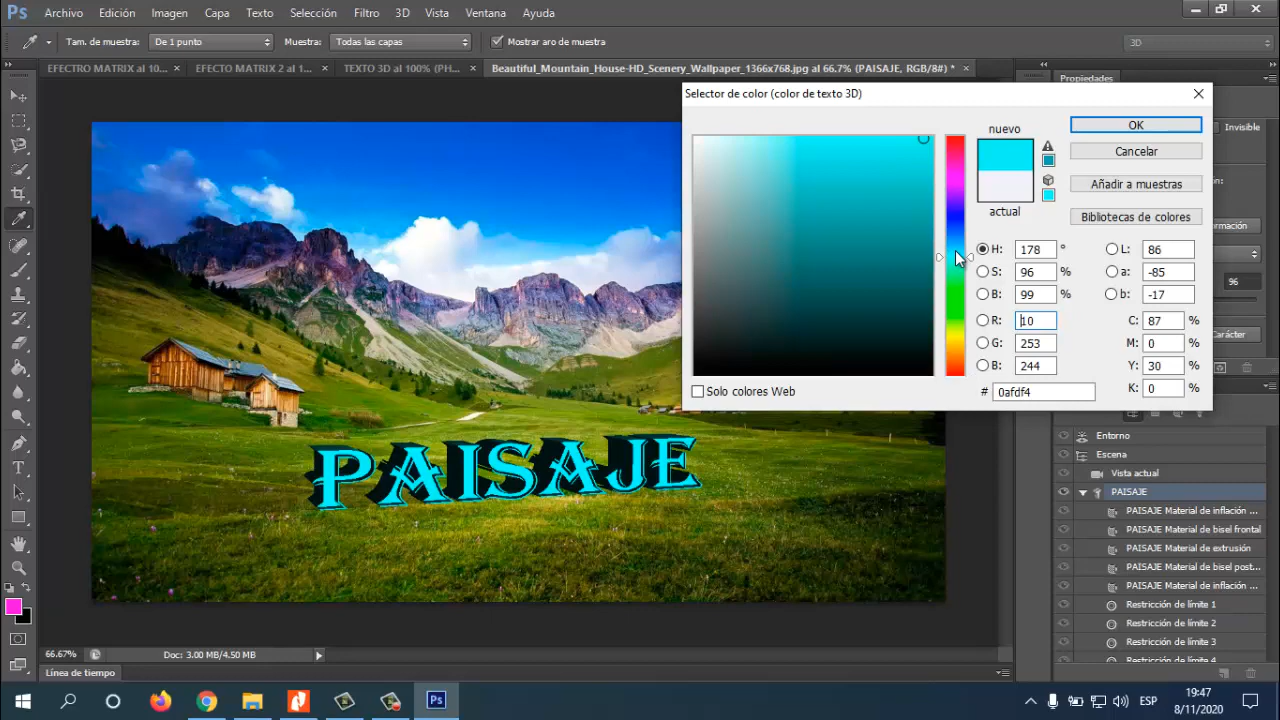 Ps Archivo Edición Imagen Capa Texto Selección Filtro 3D Vista Ventana Ayuda
Tam. de muestra: De 1 punto Muestra: Todas las capas Mostrar aro de muestra 3D
EFECTRO MATRIX al 10... × EFECTO MATRIX 2 al 1... × TEXTO 3D al 100% (PH... × Beautiful_Mountain_House-HD_Scenery_Wallpaper_1366x768.jpg al 66.7% (PAISAJE, RGB/8#) * ×
Propiedades
Selector de color (color de texto 3D)
nuevo
actual
OK
Cancelar
Añadir a muestras
Bibliotecas de colores
H: 178 °
S: 96 %
B: 99 %
R: 10
G: 253
B: 244
L: 86
a: -85
b: -17
C: 87 %
M: 0 %
Y: 30 %
K: 0 %
# 0afdf4
Solo colores Web
Invisible
96
Carácter
PAISAJE
Entorno
Escena
Vista actual
PAISAJE
PAISAJE Material de inflación ...
PAISAJE Material de bisel frontal
PAISAJE Material de extrusión
PAISAJE Material de bisel post...
PAISAJE Material de inflación ...
Restricción de límite 1
Restricción de límite 2
Restricción de límite 3
Restricción de límite 4
66.67% Doc: 3.00 MB/4.50 MB
Línea de tiempo
Ps
ESP
19:47
8/11/2020